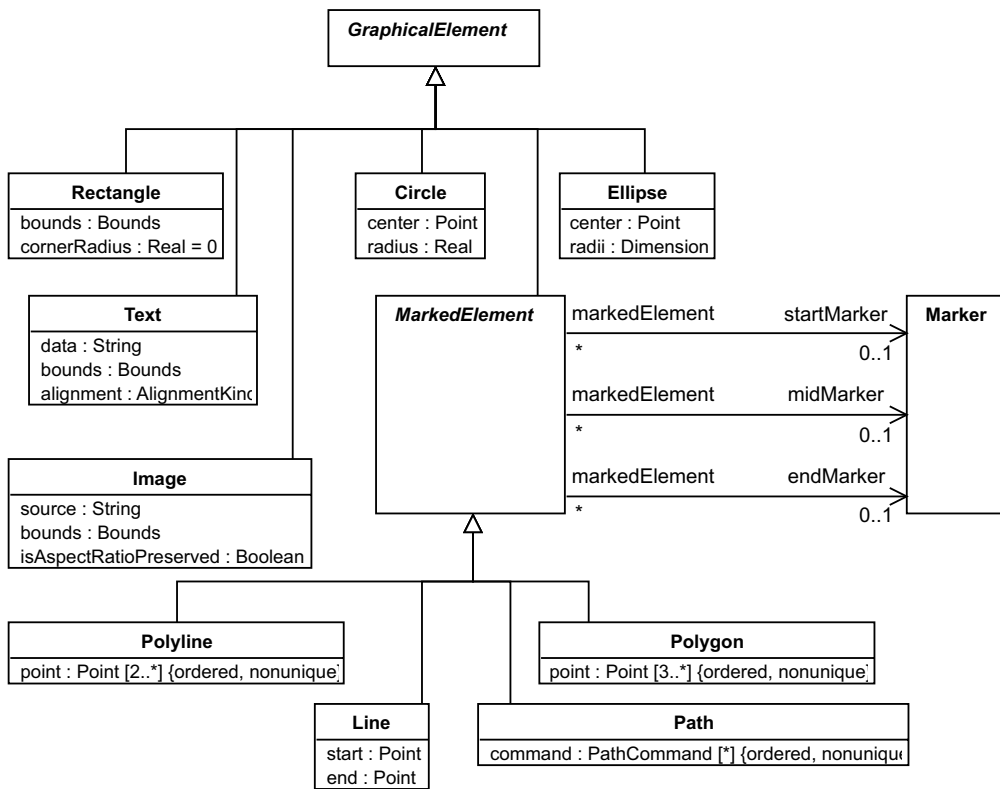 GraphicalElement
Rectangle
bounds : Bounds
cornerRadius : Real = 0
Circle
center : Point
radius : Real
Ellipse
center : Point
radii : Dimension
Text
data : String
bounds : Bounds
alignment : AlignmentKind
MarkedElement
markedElement startMarker
* 0..1
markedElement midMarker
* 0..1
markedElement endMarker
* 0..1
Marker
Image
source : String
bounds : Bounds
isAspectRatioPreserved : Boolean
Polyline
point : Point [2..*] {ordered, nonunique}
Polygon
point : Point [3..*] {ordered, nonunique}
Line
start : Point
end : Point
Path
command : PathCommand [*] {ordered, nonunique